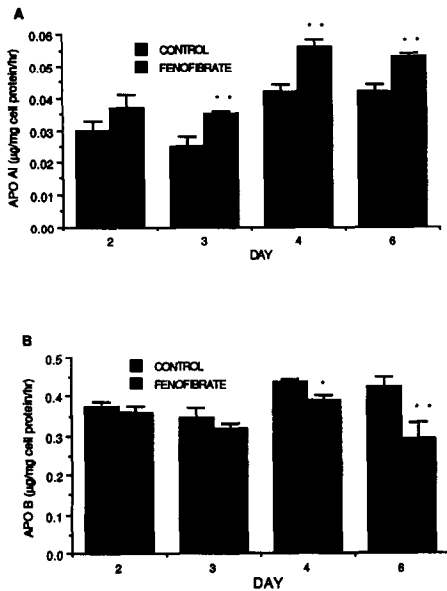 A
0.06
0.05
0.04
0.03
0.02
0.01
0.00
APO AI (µg/mg cell protein/hr)
CONTROL
FENOFIBRATE
* *
* *
* *
2 3 4 6
DAY
B
0.5
0.4
0.3
0.2
0.1
0.0
APO B (µg/mg cell protein/hr)
CONTROL
FENOFIBRATE
*
* *
2 3 4 6
DAY